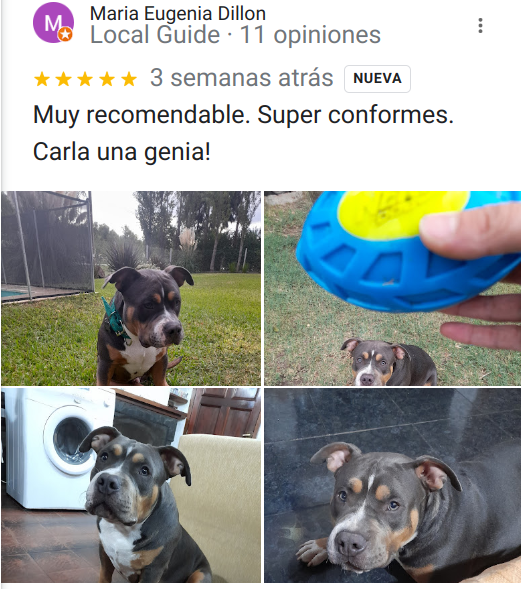 M
Maria Eugenia Dillon
Local Guide · 11 opiniones
3 semanas atrás NUEVA
Muy recomendable. Super conformes.
Carla una genia!